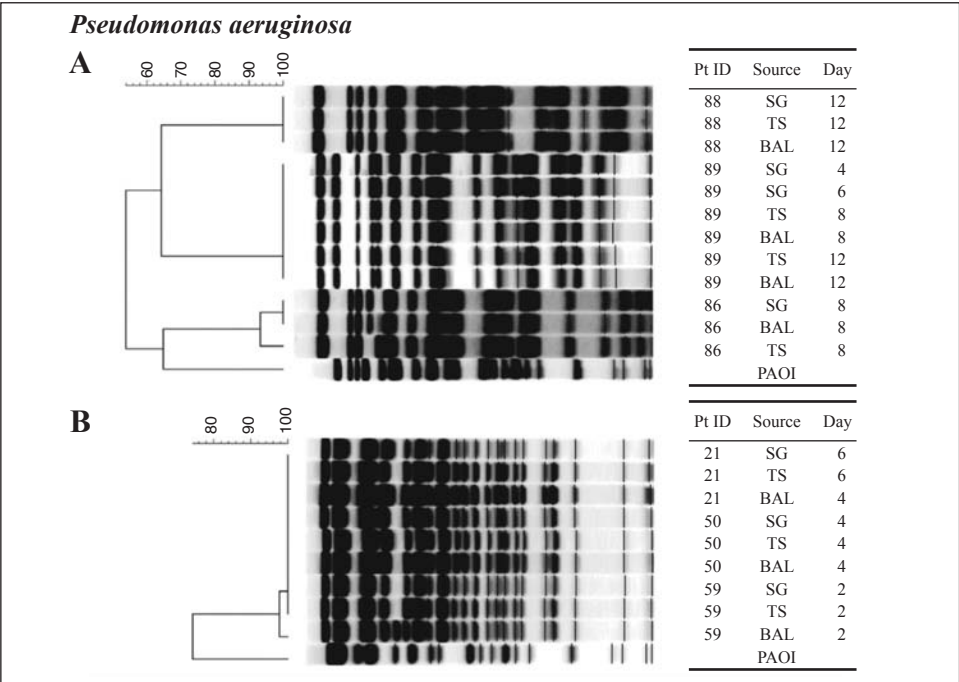 Pseudomonas aeruginosa
A
60 70 80 90 100
Pt ID Source Day
88 SG 12
88 TS 12
88 BAL 12
89 SG 4
89 SG 6
89 TS 8
89 BAL 8
89 TS 12
89 BAL 12
86 SG 8
86 BAL 8
86 TS 8
PAOI
B
80 90 100
Pt ID Source Day
21 SG 6
21 TS 6
21 BAL 4
50 SG 4
50 TS 4
50 BAL 4
59 SG 2
59 TS 2
59 BAL 2
PAOI